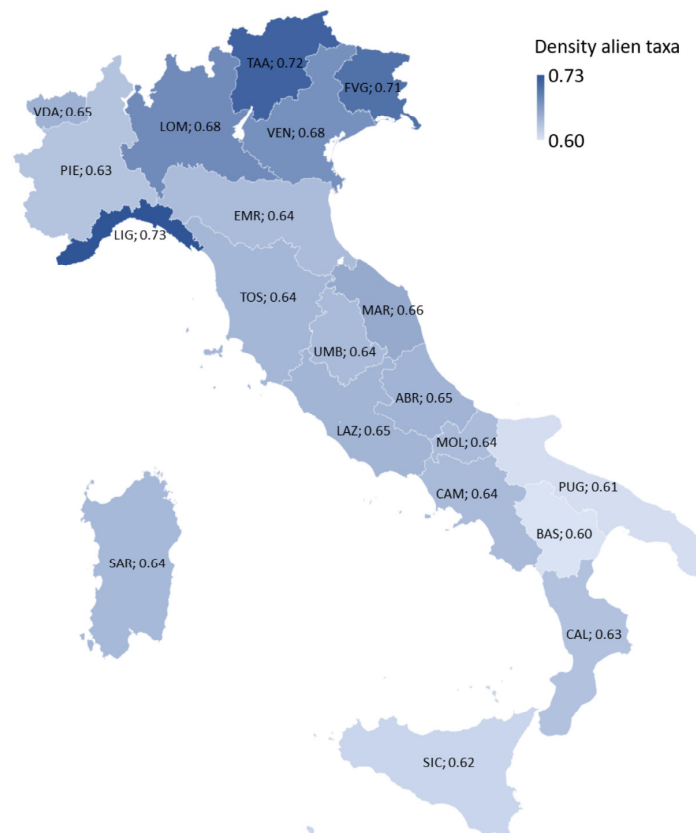 Density alien taxa
0.73
0.60
TAA; 0.72
FVG; 0.71
VDA; 0.65
LOM; 0.68
VEN; 0.68
PIE; 0.63
EMR; 0.64
LIG; 0.73
TOS; 0.64
MAR; 0.66
UMB; 0.64
ABR; 0.65
LAZ; 0.65
MOL; 0.64
PUG; 0.61
CAM; 0.64
BAS; 0.60
SAR; 0.64
CAL; 0.63
SIC; 0.62